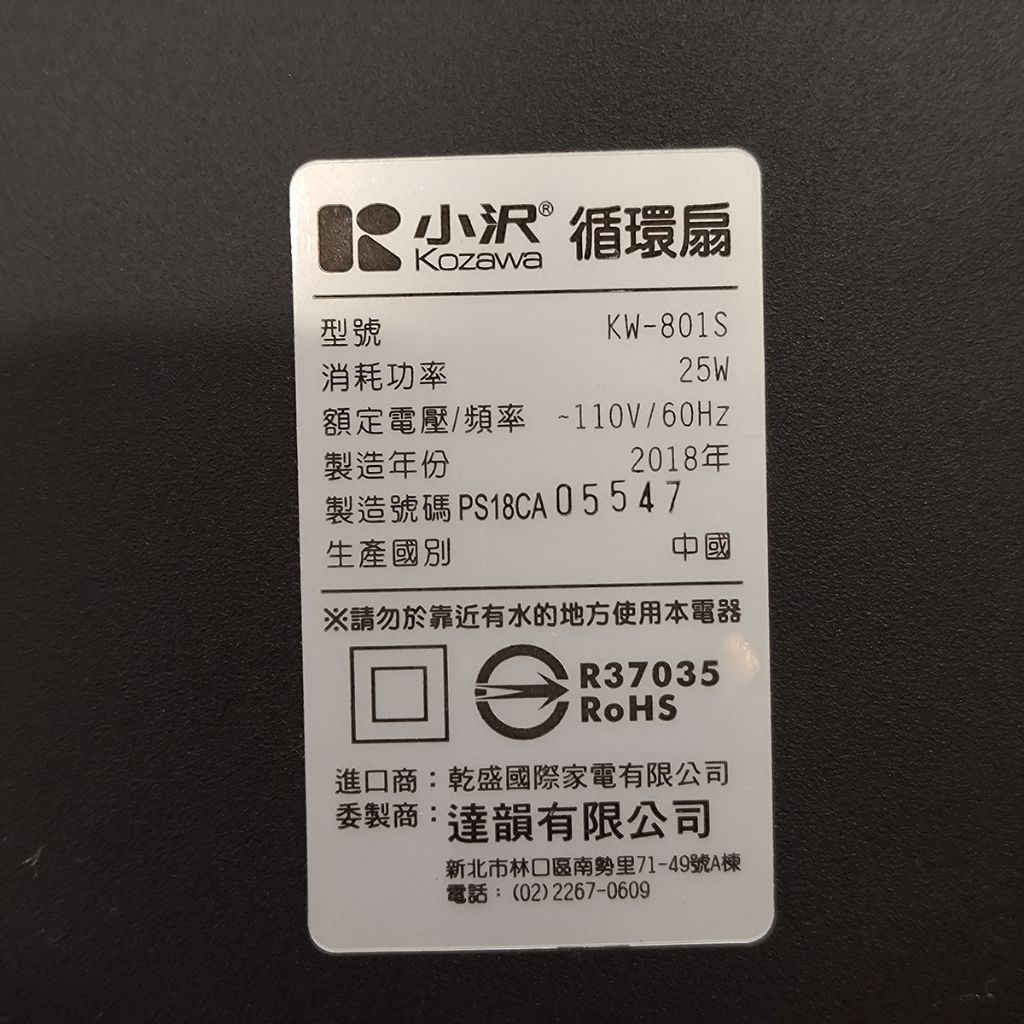 小沢® 循環扇
Kozawa
型號 KW-801S
消耗功率 25W
額定電壓/頻率 ~110V/60Hz
製造年份 2018年
製造號碼 PS18CA 05547
生產國別 中國
※請勿於靠近有水的地方使用本電器
R37035
RoHS
進口商：乾盛國際家電有限公司
委製商：達韻有限公司
新北市林口區南勢里71-49號A棟
電話：(02)2267-0609